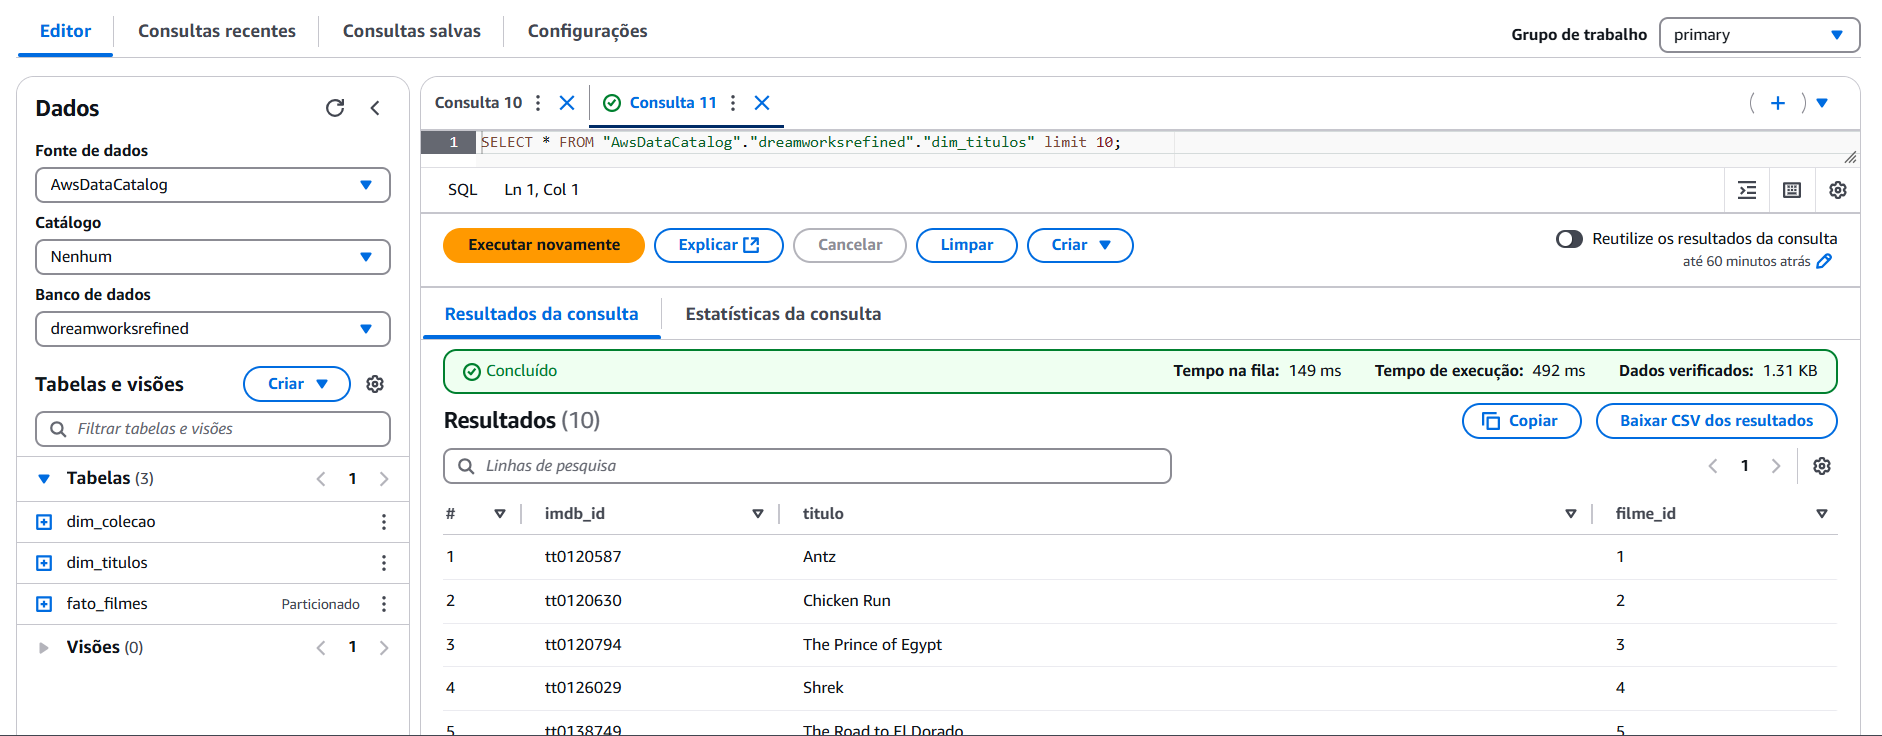 Editor Consultas recentes Consultas salvas Configurações Grupo de trabalho primary
Dados
Fonte de dados
AwsDataCatalog
Catálogo
Nenhum
Banco de dados
dreamworksrefined
Tabelas e visões Criar
Filtrar tabelas e visões
Tabelas (3) 1
dim_colecao
dim_titulos
fato_filmes Particionado
Visões (0) 1
Consulta 10 Consulta 11
1 SELECT * FROM "AwsDataCatalog"."dreamworksrefined"."dim_titulos" limit 10;
SQL Ln 1, Col 1
Executar novamente Explicar Cancelar Limpar Criar Reutilize os resultados da consulta
até 60 minutos atrás
Resultados da consulta Estatísticas da consulta
Concluído Tempo na fila: 149 ms Tempo de execução: 492 ms Dados verificados: 1.31 KB
Resultados (10) Copiar Baixar CSV dos resultados
Linhas de pesquisa 1
# imdb_id titulo filme_id
1 tt0120587 Antz 1
2 tt0120630 Chicken Run 2
3 tt0120794 The Prince of Egypt 3
4 tt0126029 Shrek 4
5 tt0138749 The Road to El Dorado 5